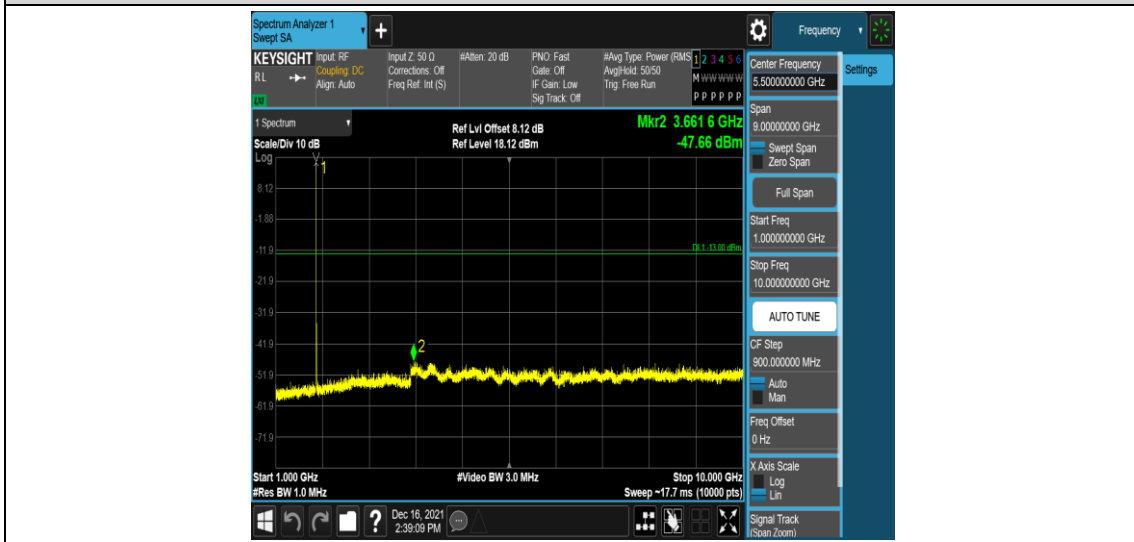 Spectrum Analyzer 1
Swept SA
+
Frequency
KEYSIGHT
RL
LXI
Input: RF
Coupling: DC
Align: Auto
Input Z: 50 Ω
Corrections: Off
Freq Ref: Int (S)
#Atten: 20 dB
PNO: Fast
Gate: Off
IF Gain: Low
Sig Track: Off
#Avg Type: Power (RMS
Avg|Hold: 50/50
Trig: Free Run
1 2 3 4 5 6
M W W W W W
P P P P P P
1 Spectrum
Scale/Div 10 dB
Log
Ref Lvl Offset 8.12 dB
Ref Level 18.12 dBm
Mkr2 3.661 6 GHz
-47.66 dBm
1
8.12
-1.88
-11.9
DL1 -13.00 dBm
-21.9
-31.9
-41.9
2
-51.9
-61.9
-71.9
Start 1.000 GHz
#Res BW 1.0 MHz
#Video BW 3.0 MHz
Stop 10.000 GHz
Sweep ~17.7 ms (10000 pts)
?
Dec 16, 2021
2:39:09 PM
Center Frequency
5.50000000 GHz
Settings
Span
9.00000000 GHz
Swept Span
Zero Span
Full Span
Start Freq
1.000000000 GHz
Stop Freq
10.000000000 GHz
AUTO TUNE
CF Step
900.000000 MHz
Auto
Man
Freq Offset
0 Hz
X Axis Scale
Log
Lin
Signal Track
(Span Zoom)